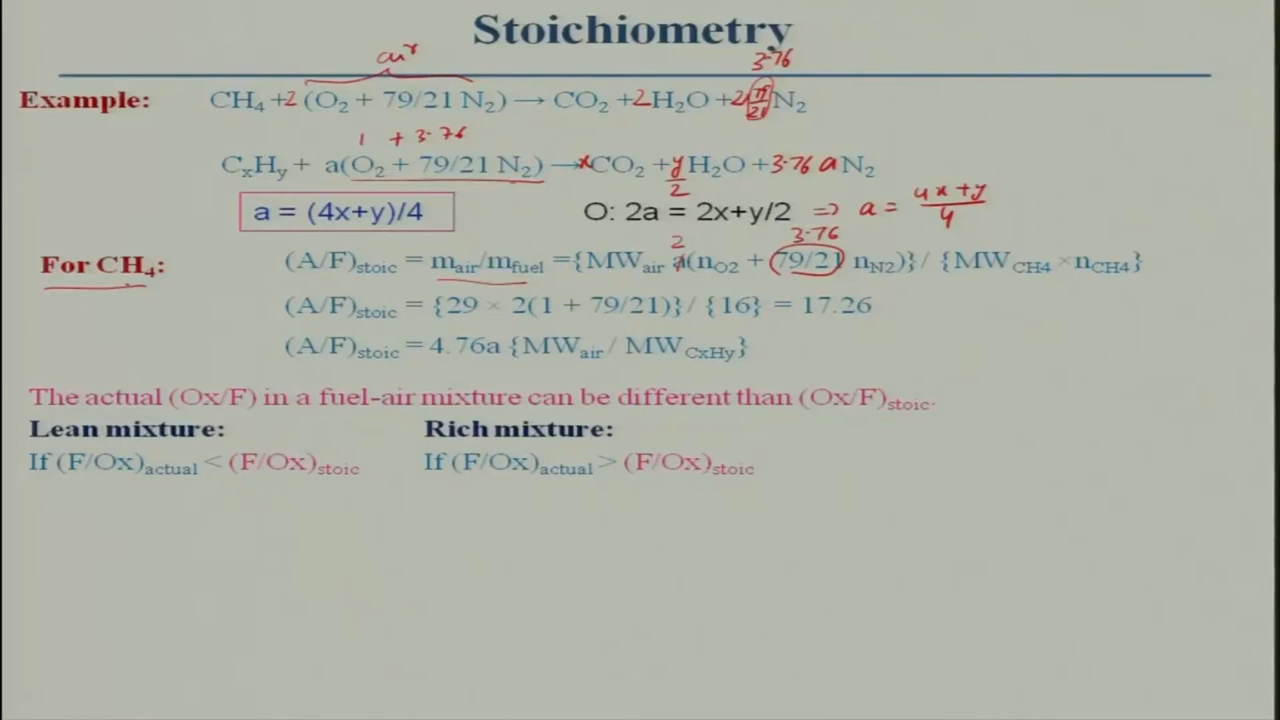 Stoichiometry
air
3.76
Example: CH₄ +2 (O₂ + 79/21 N₂) → CO₂ +2H₂O +2 79/21 N₂
1 + 3.76
CₓHᵧ + a(O₂ + 79/21 N₂) → xCO₂ + y/2 H₂O + 3.76 a N₂
a = (4x+y)/4 O: 2a = 2x+y/2 ⇒ a = 4x+y/4
2 3.76
For CH₄: (A/F)stoic = mair/mfuel ={MWair a(nO2 + 79/21 nN2)}/ {MWCH4 ×nCH4}
(A/F)stoic = {29 × 2(1 + 79/21)}/ {16} = 17.26
(A/F)stoic = 4.76a {MWair / MWCxHy}
The actual (Ox/F) in a fuel-air mixture can be different than (Ox/F)stoic.
Lean mixture: Rich mixture:
If (F/Ox)actual < (F/Ox)stoic If (F/Ox)actual > (F/Ox)stoic